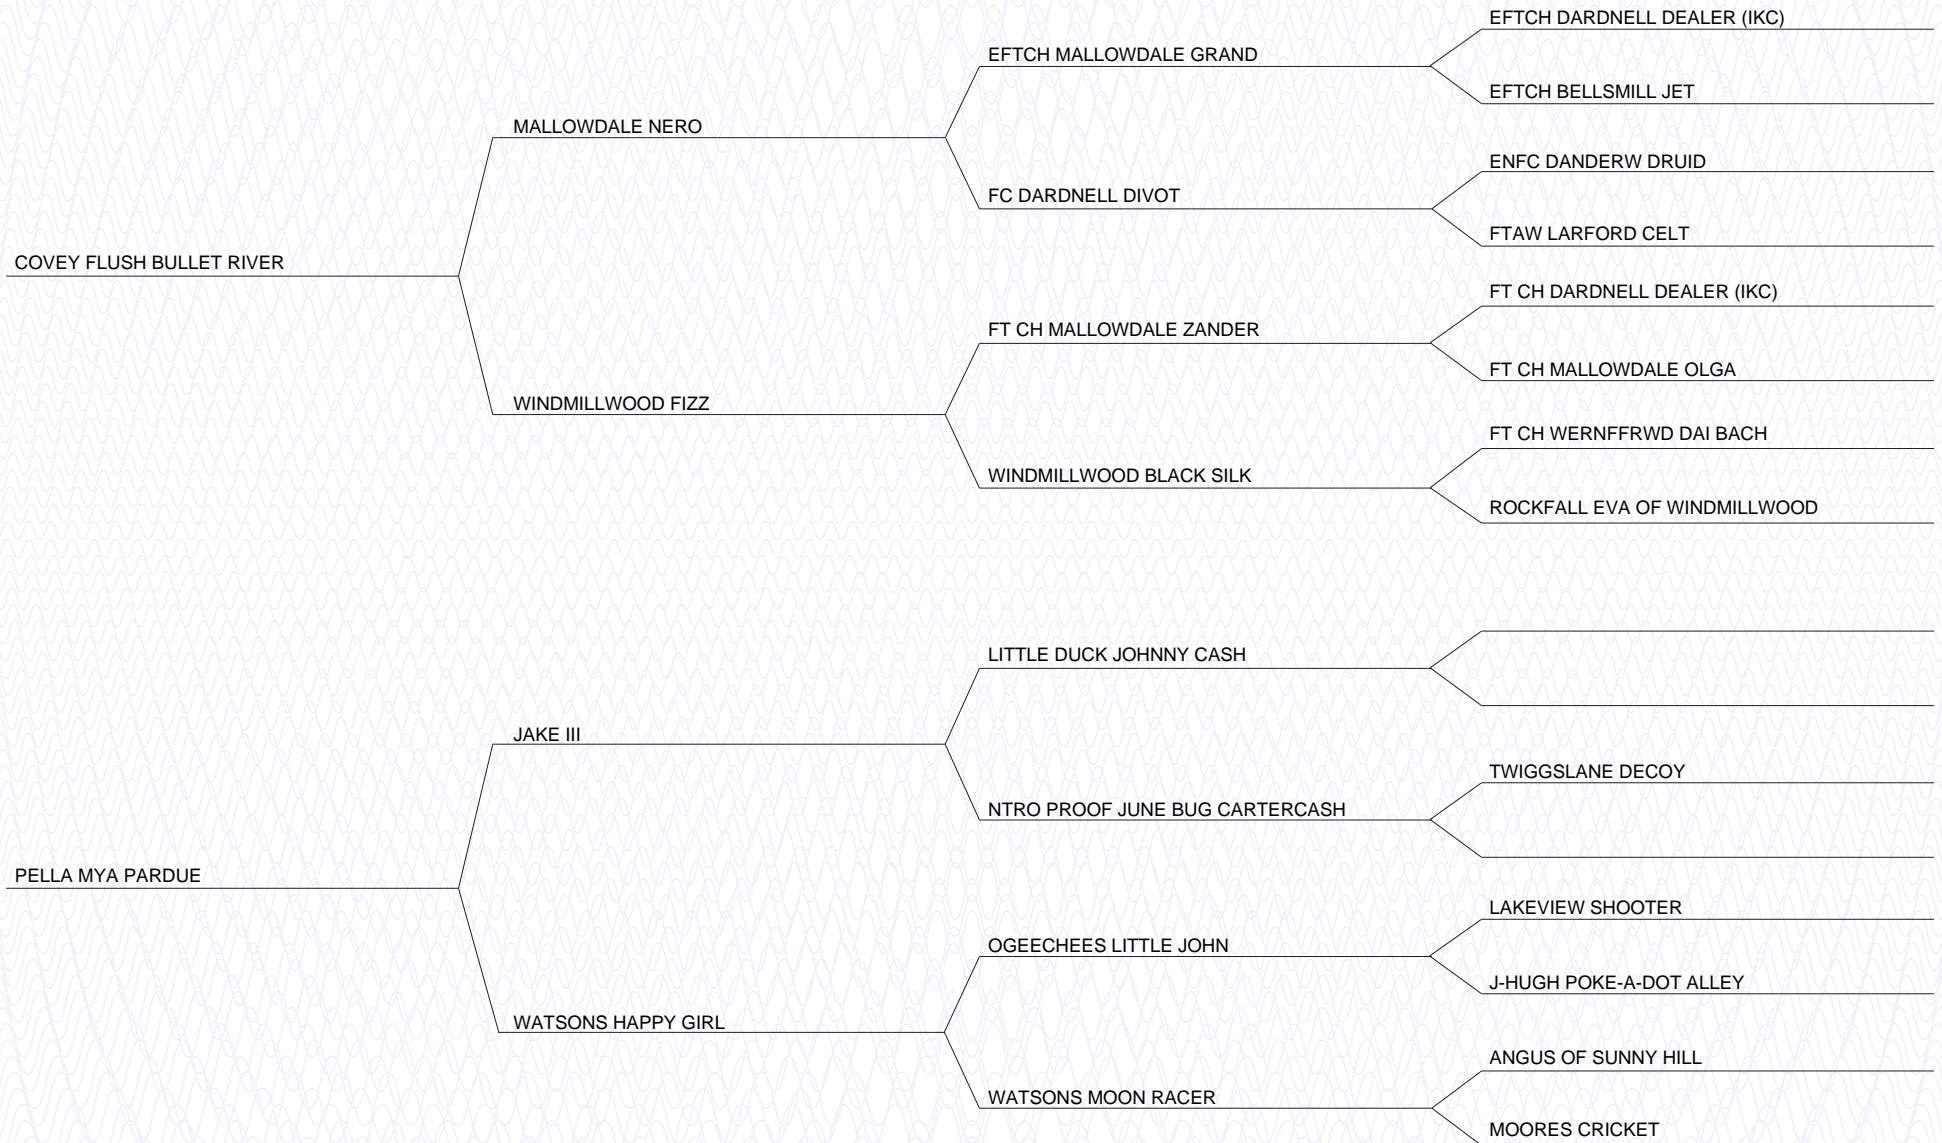 EFTCH DARDNELL DEALER (IKC)
EFTCH MALLOWDALE GRAND
EFTCH BELLSMILL JET
MALLOWDALE NERO
ENFC DANDERW DRUID
FC DARDNELL DIVOT
FTAW LARFORD CELT
COVEY FLUSH BULLET RIVER
FT CH DARDNELL DEALER (IKC)
FT CH MALLOWDALE ZANDER
FT CH MALLOWDALE OLGA
WINDMILLWOOD FIZZ
FT CH WERNFFRWD DAI BACH
WINDMILLWOOD BLACK SILK
ROCKFALL EVA OF WINDMILLWOOD
LITTLE DUCK JOHNNY CASH
JAKE III
TWIGGSLANE DECOY
NTRO PROOF JUNE BUG CARTERCASH
PELLA MYA PARDUE
LAKEVIEW SHOOTER
OGEECHEES LITTLE JOHN
J-HUGH POKE-A-DOT ALLEY
WATSONS HAPPY GIRL
ANGUS OF SUNNY HILL
WATSONS MOON RACER
MOORES CRICKET